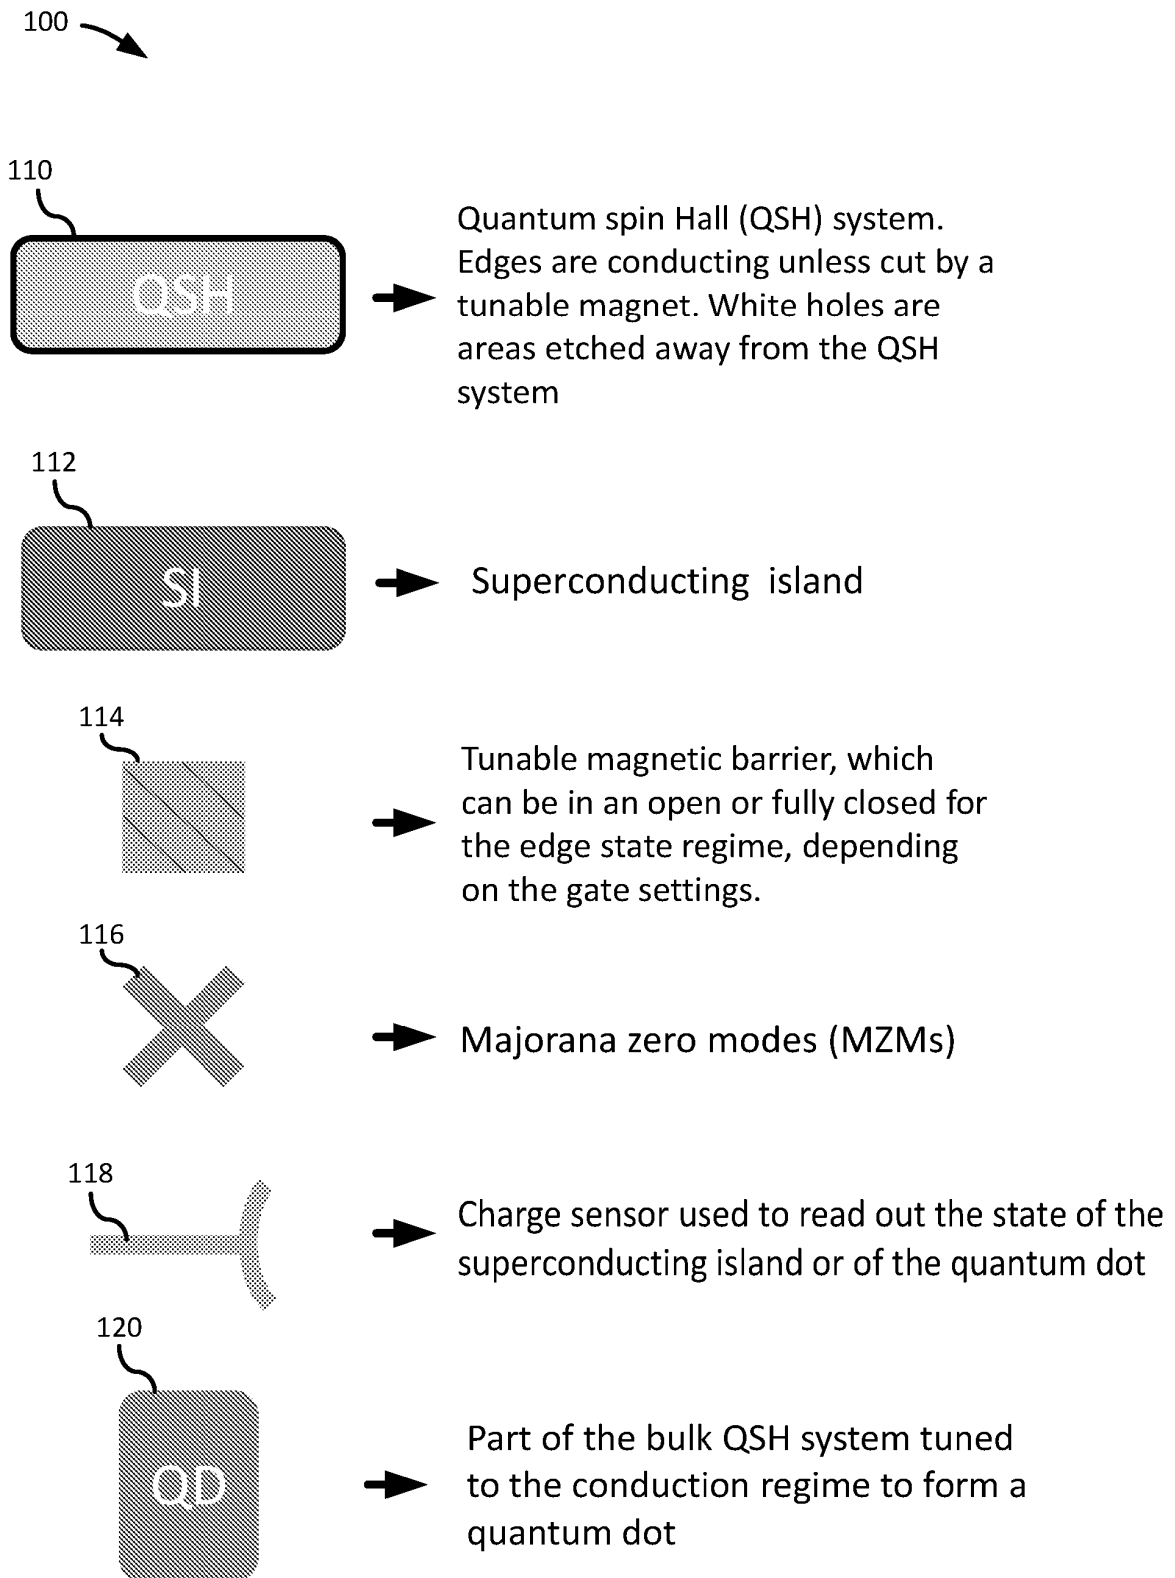 100
110
QSH
Quantum spin Hall (QSH) system.
Edges are conducting unless cut by a
tunable magnet. White holes are
areas etched away from the QSH
system
112
SI
Superconducting island
114
Tunable magnetic barrier, which
can be in an open or fully closed for
the edge state regime, depending
on the gate settings.
116
Majorana zero modes (MZMs)
118
Charge sensor used to read out the state of the
superconducting island or of the quantum dot
120
QD
Part of the bulk QSH system tuned
to the conduction regime to form a
quantum dot